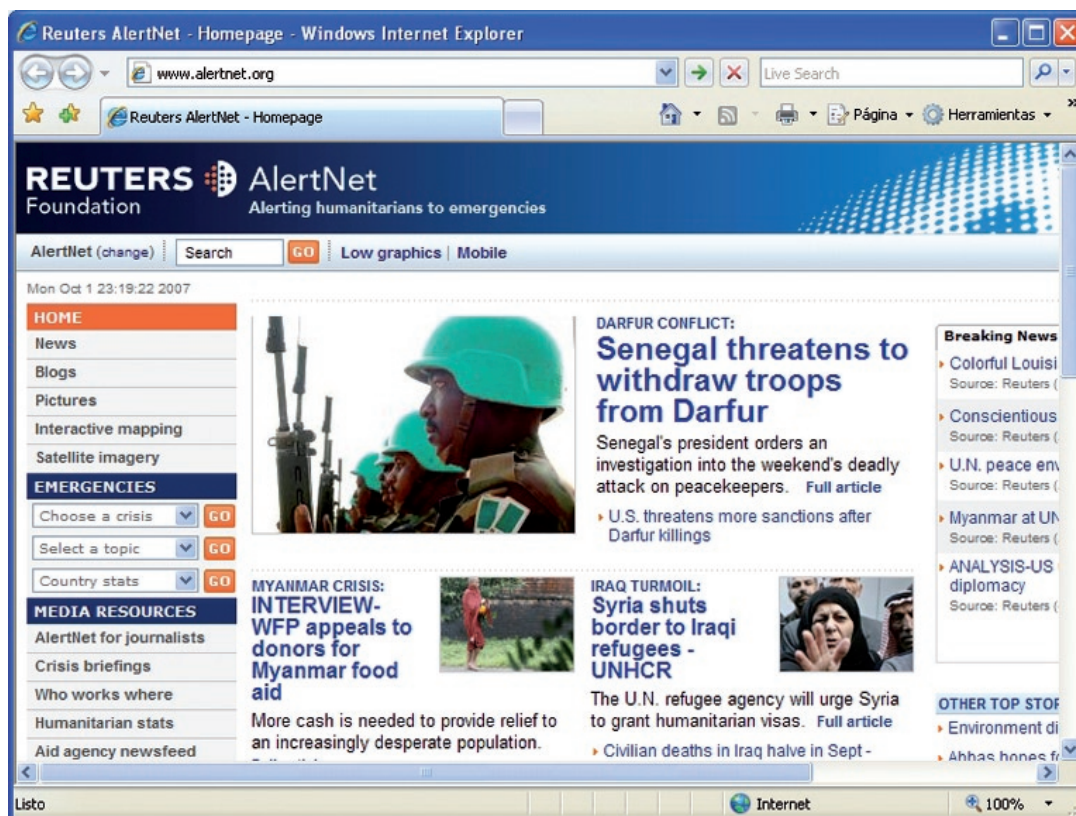 Reuters AlertNet - Homepage - Windows Internet Explorer
www.alertnet.org
Live Search
Reuters AlertNet - Homepage
Página
Herramientas
REUTERS
Foundation
AlertNet
Alerting humanitarians to emergencies
AlertNet (change)
Search
GO
Low graphics | Mobile
Mon Oct 1 23:19:22 2007
HOME
News
Blogs
Pictures
Interactive mapping
Satellite imagery
EMERGENCIES
Choose a crisis GO
Select a topic GO
Country stats GO
MEDIA RESOURCES
AlertNet for journalists
Crisis briefings
Who works where
Humanitarian stats
Aid agency newsfeed
DARFUR CONFLICT:
Senegal threatens to
withdraw troops
from Darfur
Senegal's president orders an
investigation into the weekend's deadly
attack on peacekeepers. Full article
U.S. threatens more sanctions after
Darfur killings
MYANMAR CRISIS:
INTERVIEW-
WFP appeals to
donors for
Myanmar food
aid
More cash is needed to provide relief to
an increasingly desperate population.
IRAQ TURMOIL:
Syria shuts
border to Iraqi
refugees -
UNHCR
The U.N. refugee agency will urge Syria
to grant humanitarian visas. Full article
Civilian deaths in Iraq halve in Sept -
Breaking News
Colorful Louisi
Source: Reuters (
Conscientious
Source: Reuters (
U.N. peace env
Source: Reuters (
Myanmar at UN
Source: Reuters (
ANALYSIS-US
diplomacy
Source: Reuters (
OTHER TOP STOR
Environment di
Abbas hopes fo
Listo
Internet
100%